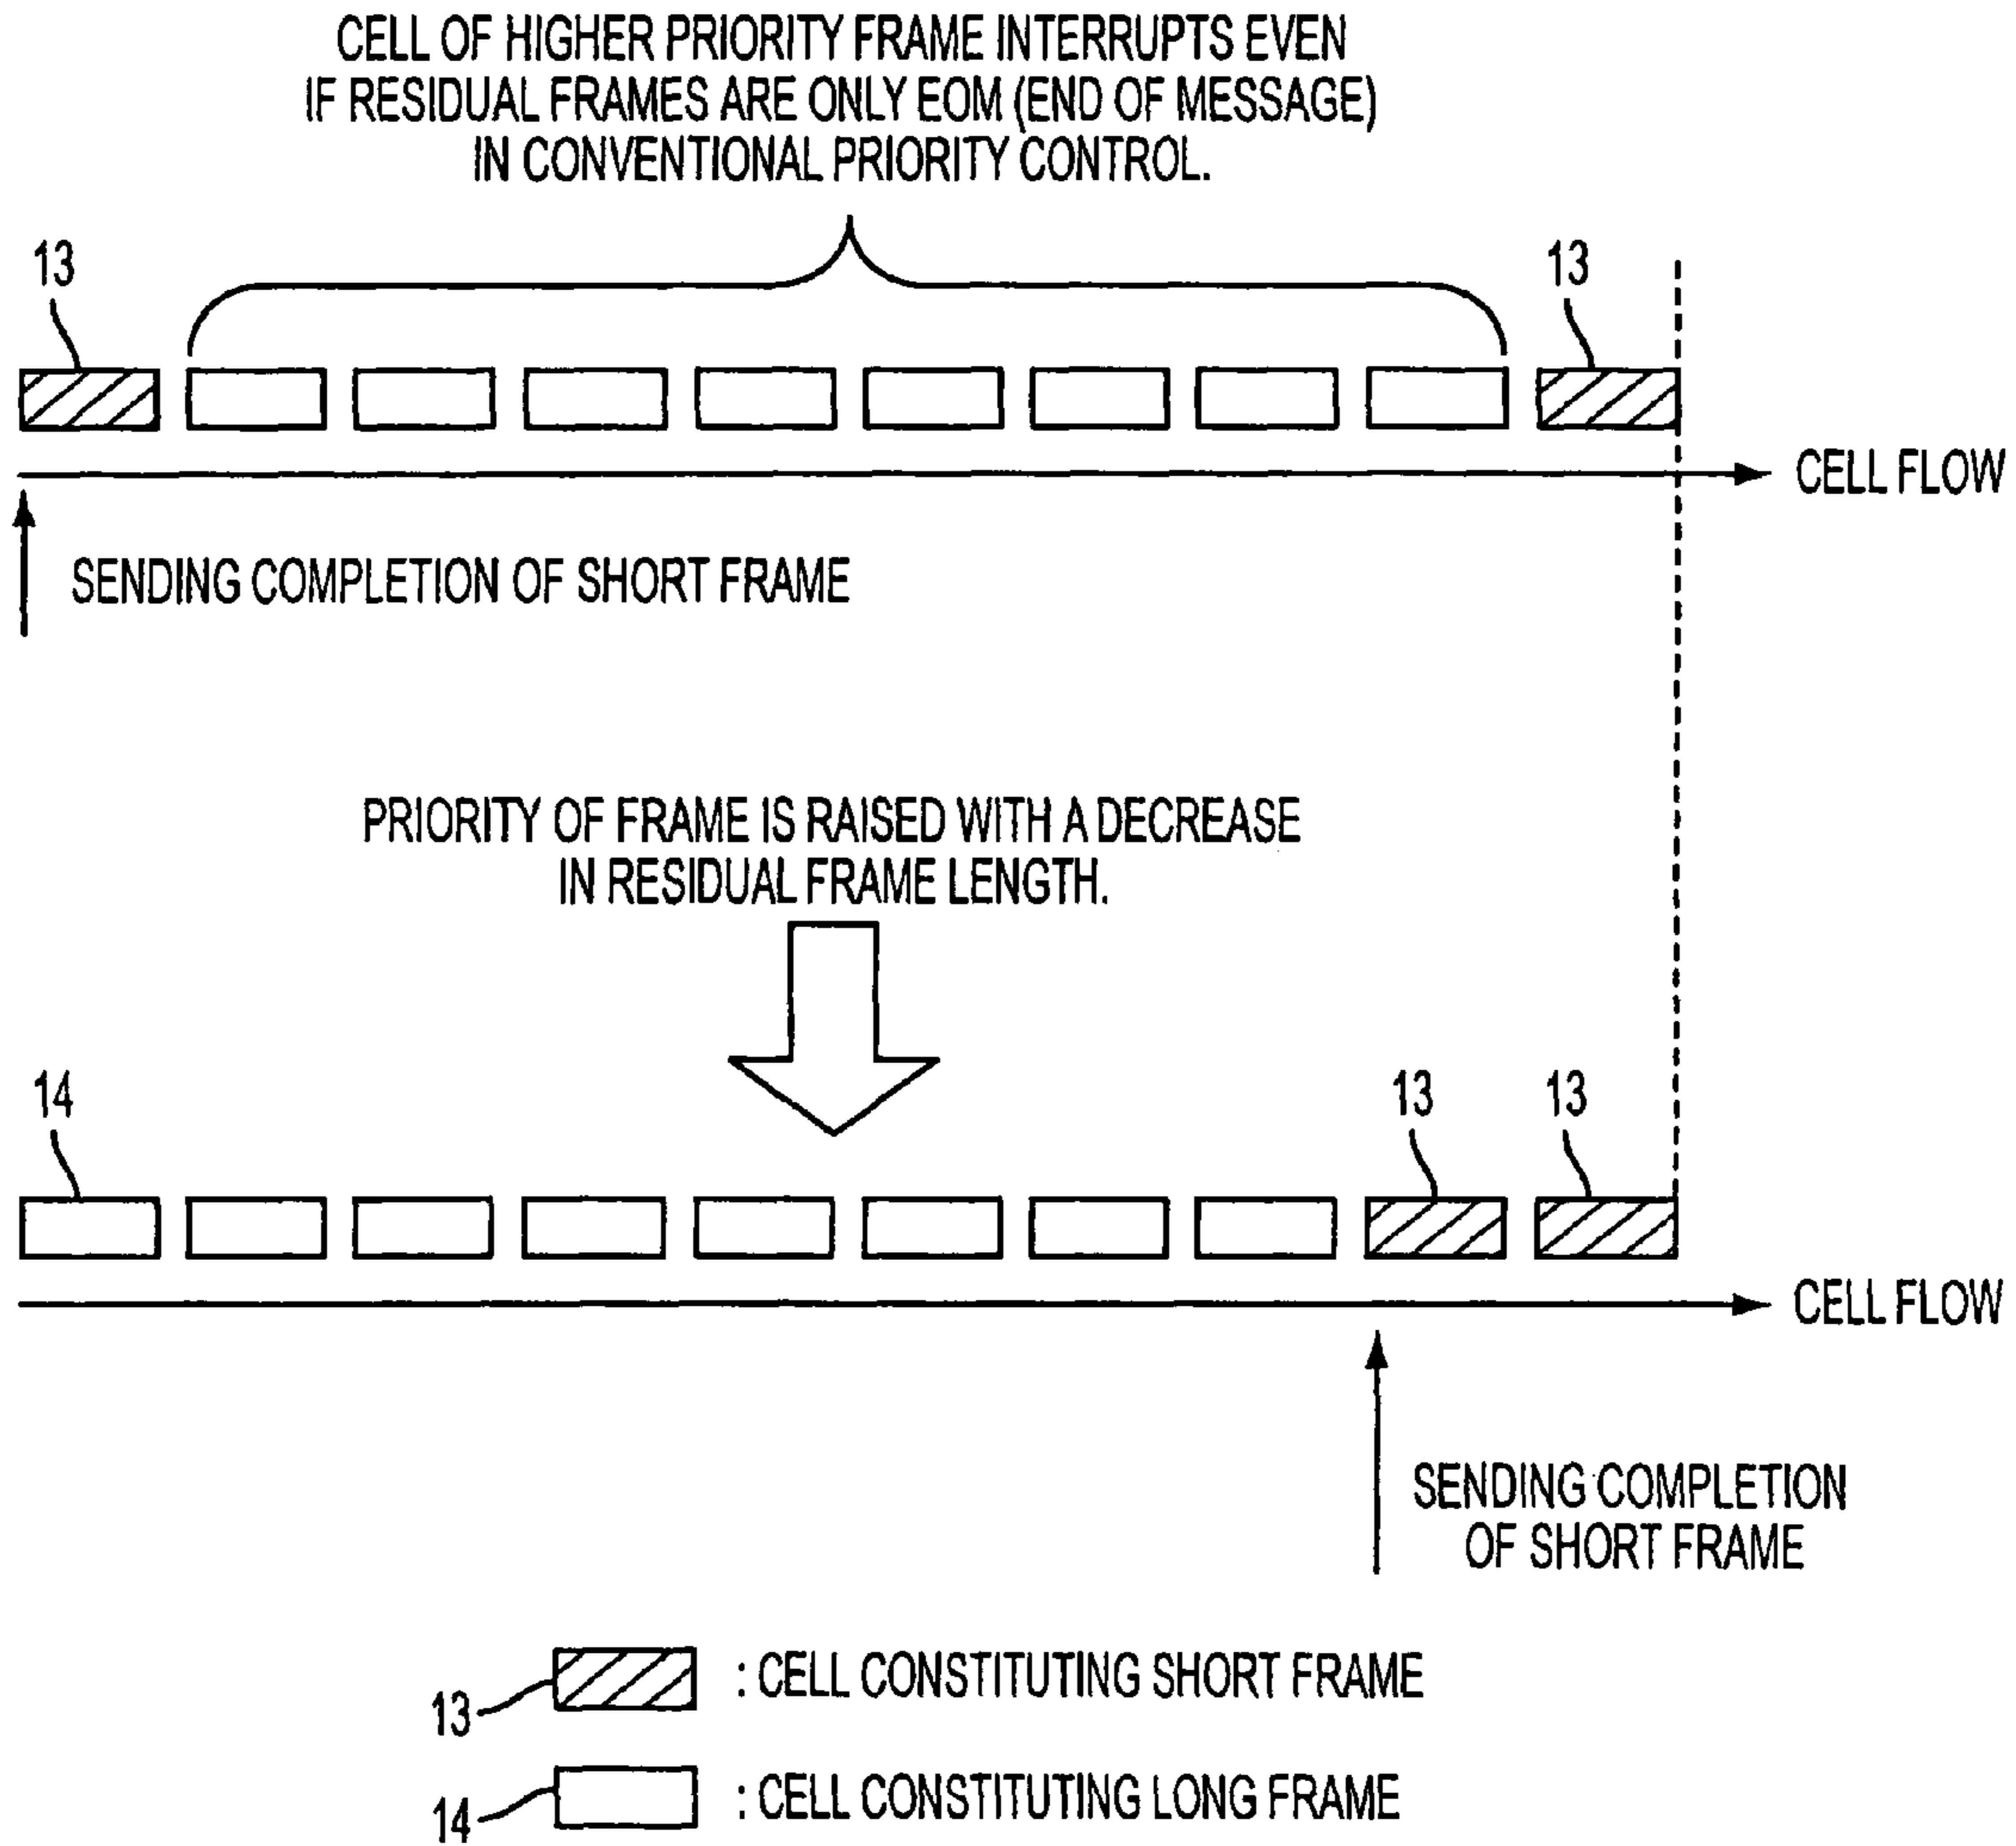 CELL OF HIGHER PRIORITY FRAME INTERRUPTS EVEN
IF RESIDUAL FRAMES ARE ONLY EOM (END OF MESSAGE)
IN CONVENTIONAL PRIORITY CONTROL.
13
13
CELL FLOW
SENDING COMPLETION OF SHORT FRAME
PRIORITY OF FRAME IS RAISED WITH A DECREASE
IN RESIDUAL FRAME LENGTH.
14
13
13
CELL FLOW
SENDING COMPLETION
OF SHORT FRAME
13
: CELL CONSTITUTING SHORT FRAME
14
: CELL CONSTITUTING LONG FRAME